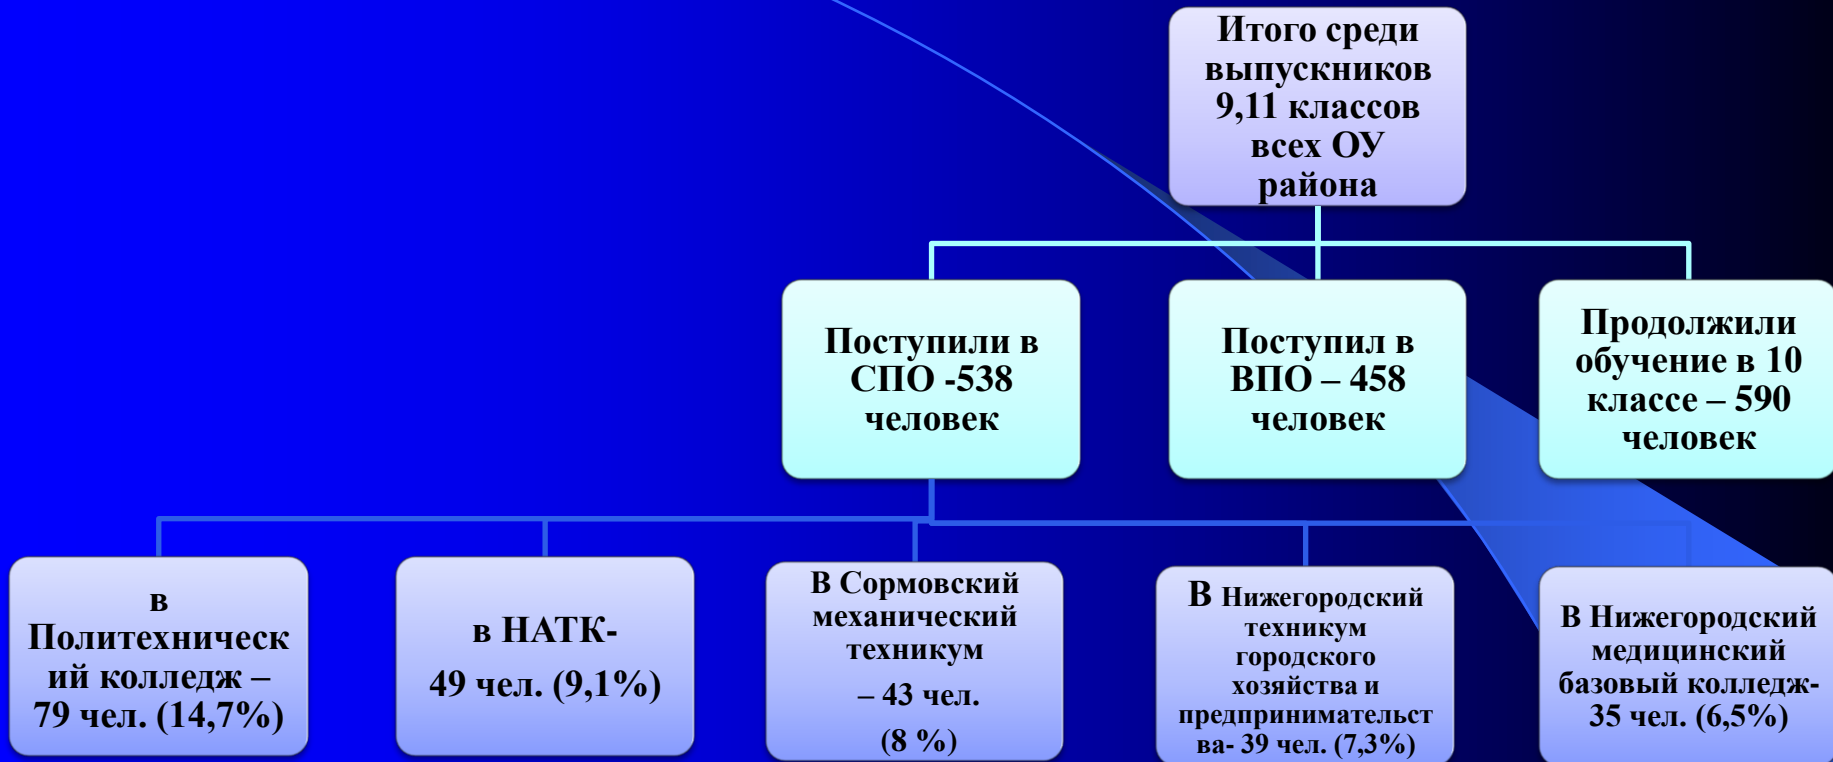 Итого среди
выпускников
9,11 классов
всех ОУ
района
Поступили в
СПО -538
человек
Поступил в
ВПО – 458
человек
Продолжили
обучение в 10
классе – 590
человек
в
Политехническ
ий колледж –
79 чел. (14,7%)
в НАТК-
49 чел. (9,1%)
В Сормовский
механический
техникум
– 43 чел.
(8 %)
В Нижегородский
техникум
городского
хозяйства и
предпринимательст
ва- 39 чел. (7,3%)
В Нижегородский
медицинский
базовый колледж-
35 чел. (6,5%)